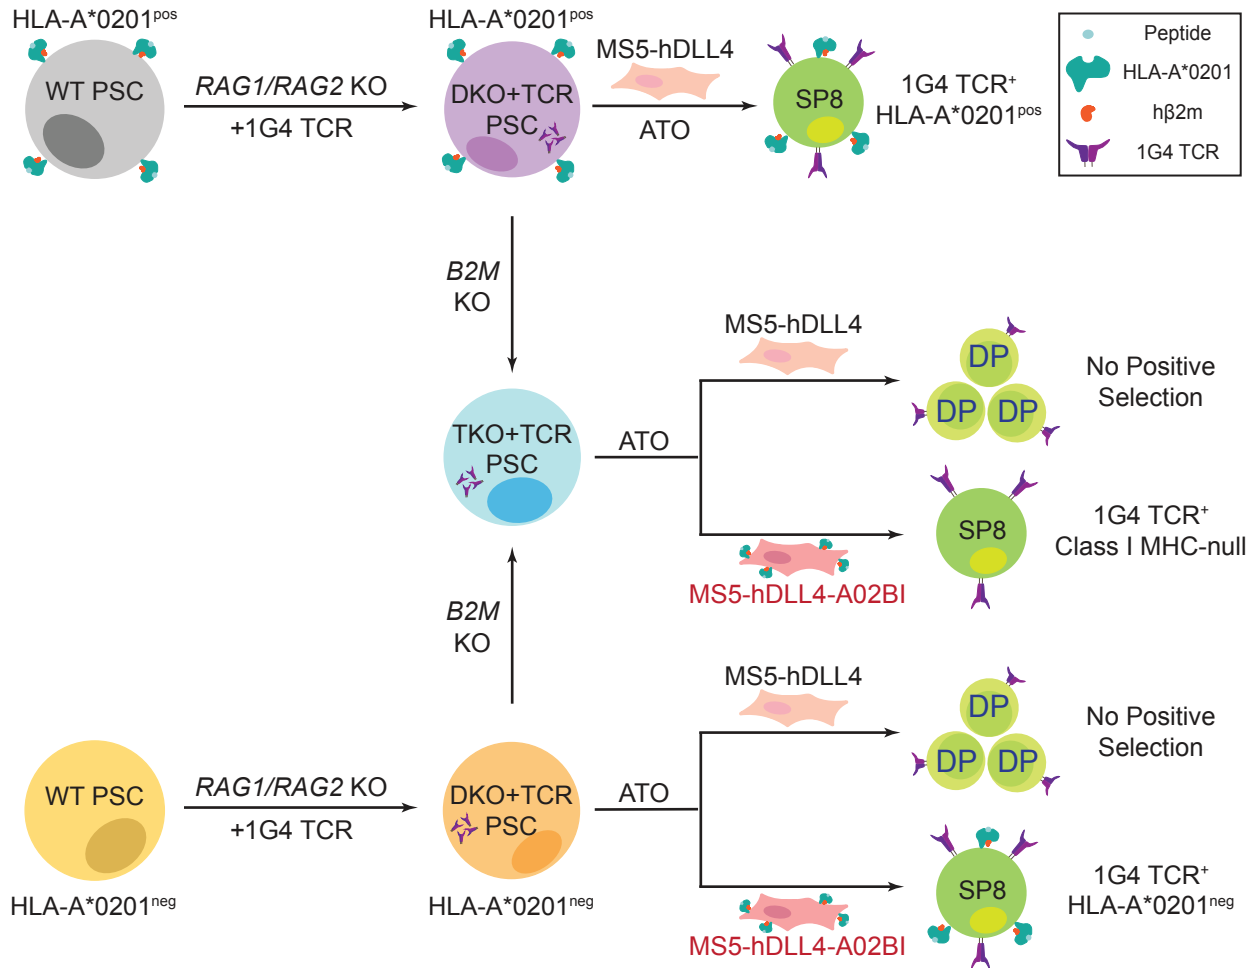 HLA-A*0201pos
WT PSC
RAG1/RAG2 KO
+1G4 TCR
HLA-A*0201pos
DKO+TCR
PSC
MS5-hDLL4
ATO
SP8
1G4 TCR+
HLA-A*0201pos
Peptide
HLA-A*0201
hβ2m
1G4 TCR
B2M
KO
TKO+TCR
PSC
ATO
MS5-hDLL4
DP
DP
DP
No Positive
Selection
MS5-hDLL4-A02BI
SP8
1G4 TCR+
Class I MHC-null
B2M
KO
WT PSC
HLA-A*0201neg
RAG1/RAG2 KO
+1G4 TCR
DKO+TCR
PSC
HLA-A*0201neg
ATO
MS5-hDLL4
DP
DP
DP
No Positive
Selection
MS5-hDLL4-A02BI
SP8
1G4 TCR+
HLA-A*0201neg